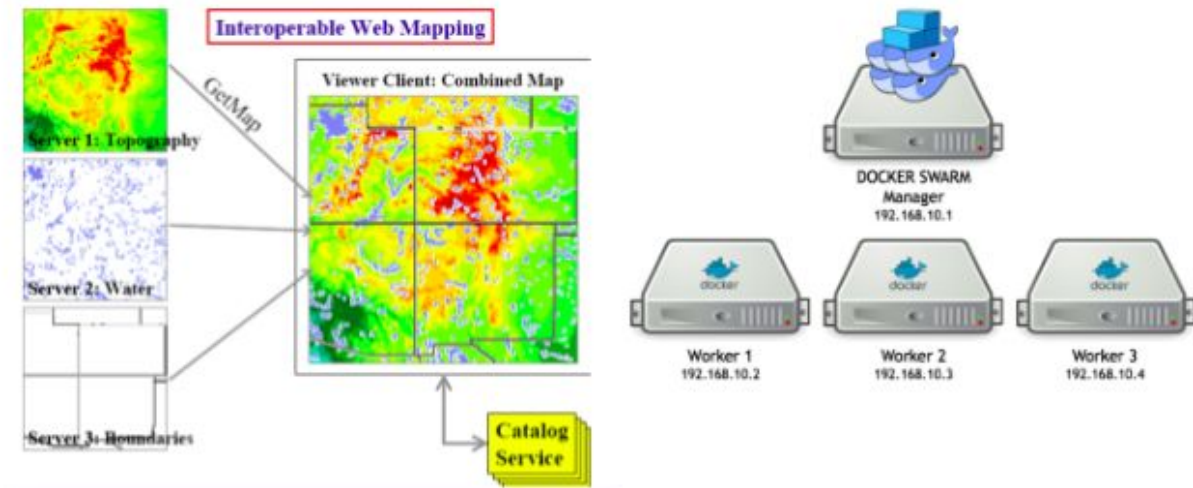 Interoperable Web Mapping
Server 1: Topography
GetMap
Viewer Client: Combined Map
Server 2: Water
Server 3: Boundaries
Catalog
Service
DOCKER SWARM
Manager
192.168.10.1
docker
docker
docker
Worker 1
192.168.10.2
Worker 2
192.168.10.3
Worker 3
192.168.10.4